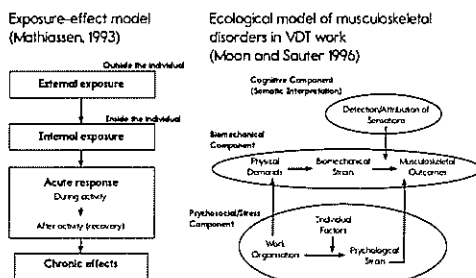 Exposure-effect model
(Mathiassen, 1993)
Outside the individual
External exposure
Inside the individual
Internal exposure
Acute response
During activity
After activity (recovery)
Chronic effects
Ecological model of musculoskeletal
disorders in VDT work
(Moan and Sauter 1996)
Cognitive Component
(Somatic Interpretation)
Detection/Attribution of
Sensations
Biomechanical
Component
Physical
Demands
Biomechanical
Strain
Musculoskeletal
Outcomes
Psychosocial/Stress
Component
Individual
Factors
Work
Organisation
Psychological
Strain